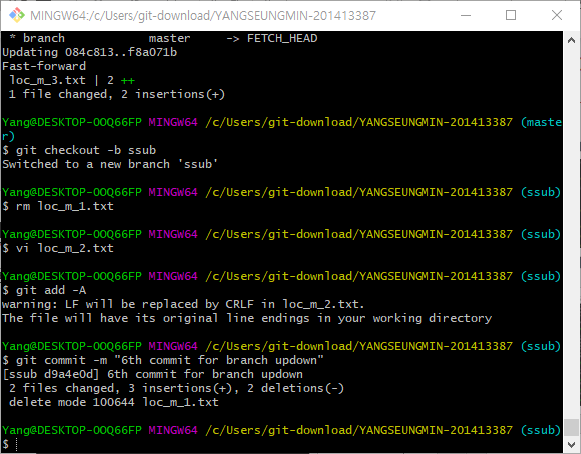 MINGW64:/c/Users/git-download/YANGSEUNGMIN-201413387
* branch            master     -> FETCH_HEAD
Updating 084c813..f8a071b
Fast-forward
 loc_m_3.txt | 2 ++
 1 file changed, 2 insertions(+)
Yang@DESKTOP-OOQ66FP MINGW64 /c/Users/git-download/YANGSEUNGMIN-201413387 (maste
r)
$ git checkout -b ssub
Switched to a new branch 'ssub'
Yang@DESKTOP-OOQ66FP MINGW64 /c/Users/git-download/YANGSEUNGMIN-201413387 (ssub)
$ rm loc_m_1.txt
Yang@DESKTOP-OOQ66FP MINGW64 /c/Users/git-download/YANGSEUNGMIN-201413387 (ssub)
$ vi loc_m_2.txt
Yang@DESKTOP-OOQ66FP MINGW64 /c/Users/git-download/YANGSEUNGMIN-201413387 (ssub)
$ git add -A
warning: LF will be replaced by CRLF in loc_m_2.txt.
The file will have its original line endings in your working directory
Yang@DESKTOP-OOQ66FP MINGW64 /c/Users/git-download/YANGSEUNGMIN-201413387 (ssub)
$ git commit -m "6th commit for branch updown"
[ssub d9a4e0d] 6th commit for branch updown
 2 files changed, 3 insertions(+), 2 deletions(-)
 delete mode 100644 loc_m_1.txt
Yang@DESKTOP-OOQ66FP MINGW64 /c/Users/git-download/YANGSEUNGMIN-201413387 (ssub)
$